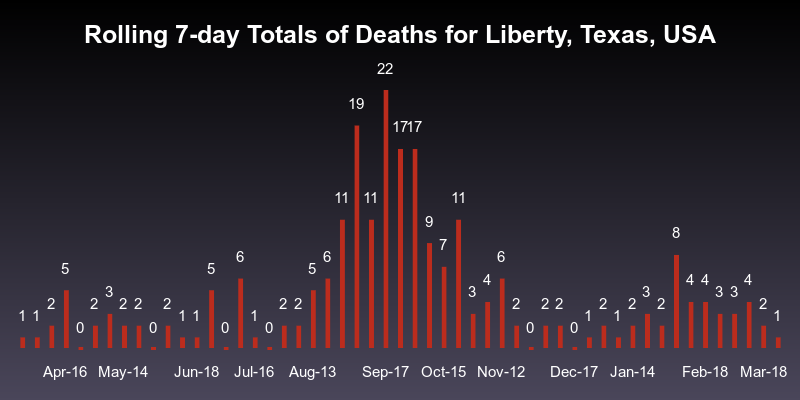 Rolling 7-day Totals of Deaths for Liberty, Texas, USA
1 1 2 5 0 2 3 2 2 0 2 1 1 5 0 6 1 0 2 2 5 6 11 19 11 22 17 17 9 7 11 3 4 6 2 0 2 2 0 1 2 1 2 3 2 8 4 4 3 3 4 2 1
Apr-16 May-14 Jun-18 Jul-16 Aug-13 Sep-17 Oct-15 Nov-12 Dec-17 Jan-14 Feb-18 Mar-18